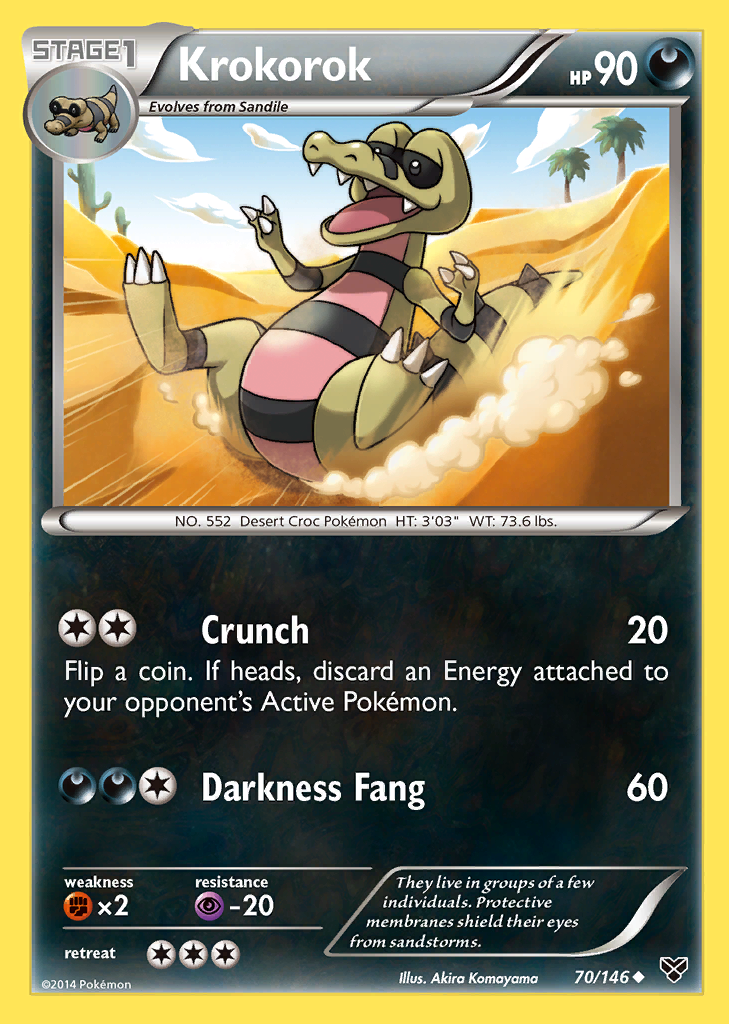 STAGE1
Krokorok
HP 90
Evolves from Sandile
NO. 552 Desert Croc Pokémon HT: 3'03" WT: 73.6 lbs.
Crunch 20
Flip a coin. If heads, discard an Energy attached to
your opponent's Active Pokémon.
Darkness Fang 60
weakness
×2
resistance
-20
retreat
They live in groups of a few
individuals. Protective
membranes shield their eyes
from sandstorms.
©2014 Pokémon
Illus. Akira Komayama
70/146